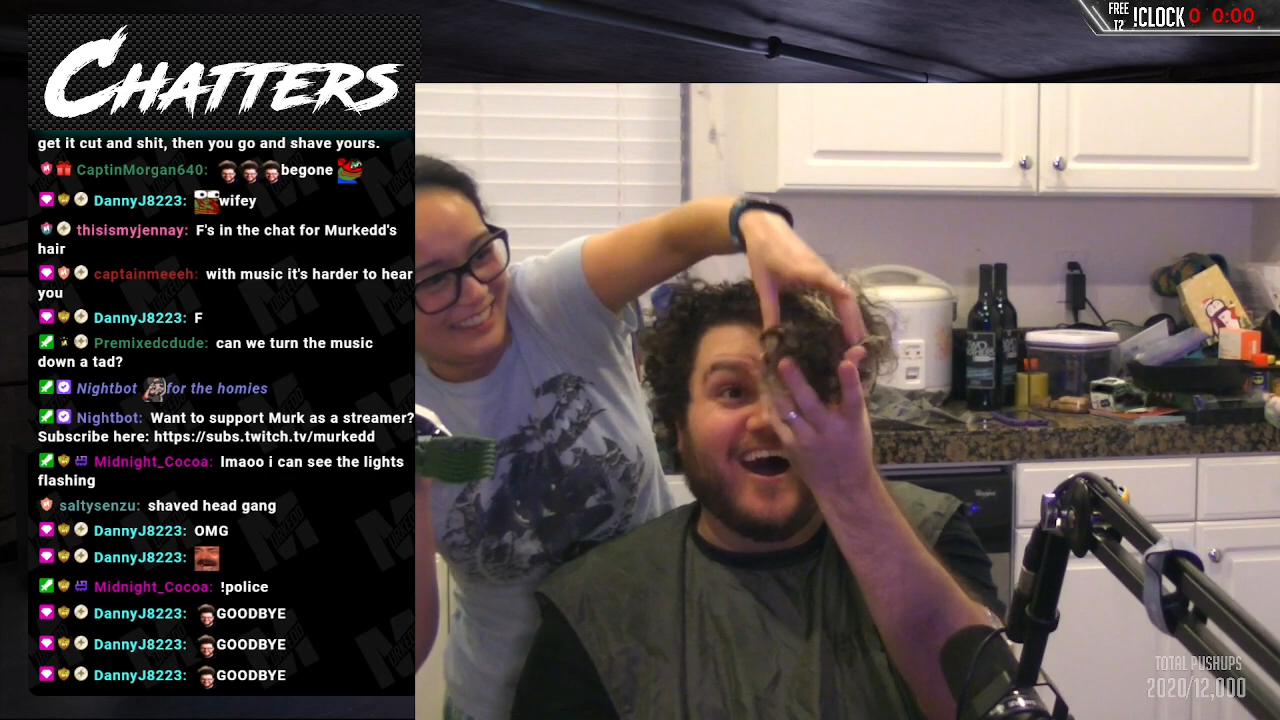 FREE
12
!CLOCK
0 0:00
CHATTERS
get it cut and shit, then you go and shave yours.
CaptinMorgan640: begone
DannyJ8223: wifey
thisismyjennay: F's in the chat for Murkedd's
hair
captainmeeeh: with music it's harder to hear
you
DannyJ8223: F
Premixedcdude: can we turn the music
down a tad?
Nightbot for the homies
Nightbot: Want to support Murk as a streamer?
Subscribe here: https://subs.twitch.tv/murkedd
Midnight_Cocoa: lmaoo i can see the lights
flashing
saltysenzu: shaved head gang
DannyJ8223: OMG
DannyJ8223:
Midnight_Cocoa: !police
DannyJ8223: GOODBYE
DannyJ8223: GOODBYE
DannyJ8223: GOODBYE
TOTAL PUSHUPS
2020/12,000